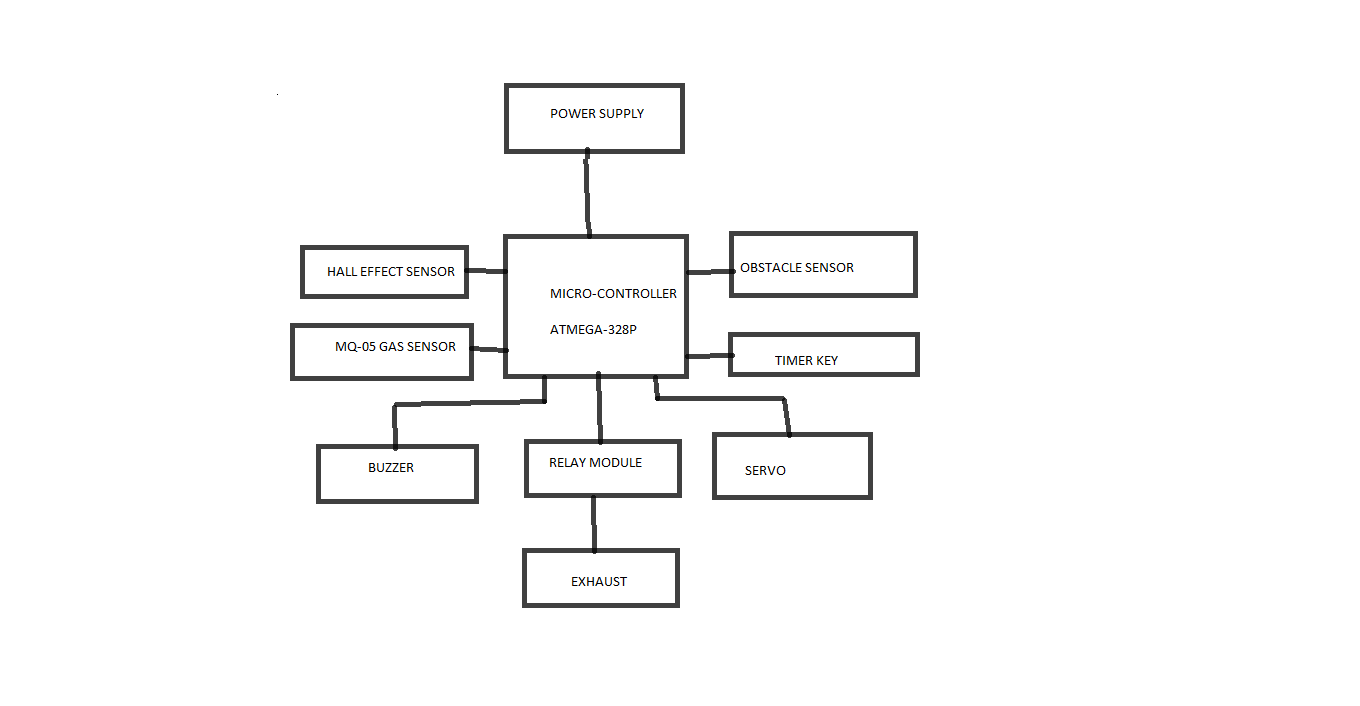 POWER SUPPLY
HALL EFFECT SENSOR
OBSTACLE SENSOR
MICRO-CONTROLLER
ATMEGA-328P
MQ-05 GAS SENSOR
TIMER KEY
BUZZER
RELAY MODULE
SERVO
EXHAUST